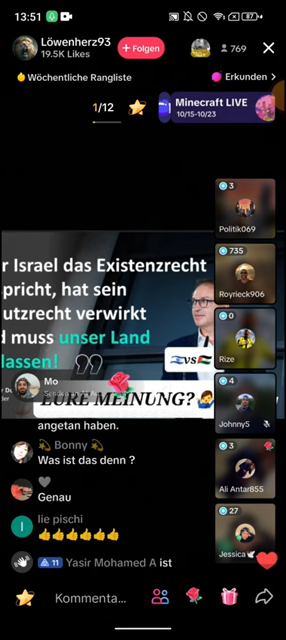 13:51
87
Löwenherz93
19.5K Likes
+ Folgen
769
Wöchentliche Rangliste
Erkunden >
1/12
Minecraft LIVE
10/15-10/23
3
Politik069
r Israel das Existenzrecht
pricht, hat sein
utzrecht verwirkt
d muss unser Land
lassen!
VS
735
Royrieck906
0
Rize
Mo
EURE MEINUNG?
4
JohnnyS
angetan haben.
Bonny
Was ist das denn ?
Genau
3
Ali Antar855
I
lie pischi
27
Jessica
11 Yasir Mohamed A ist
Kommenta...